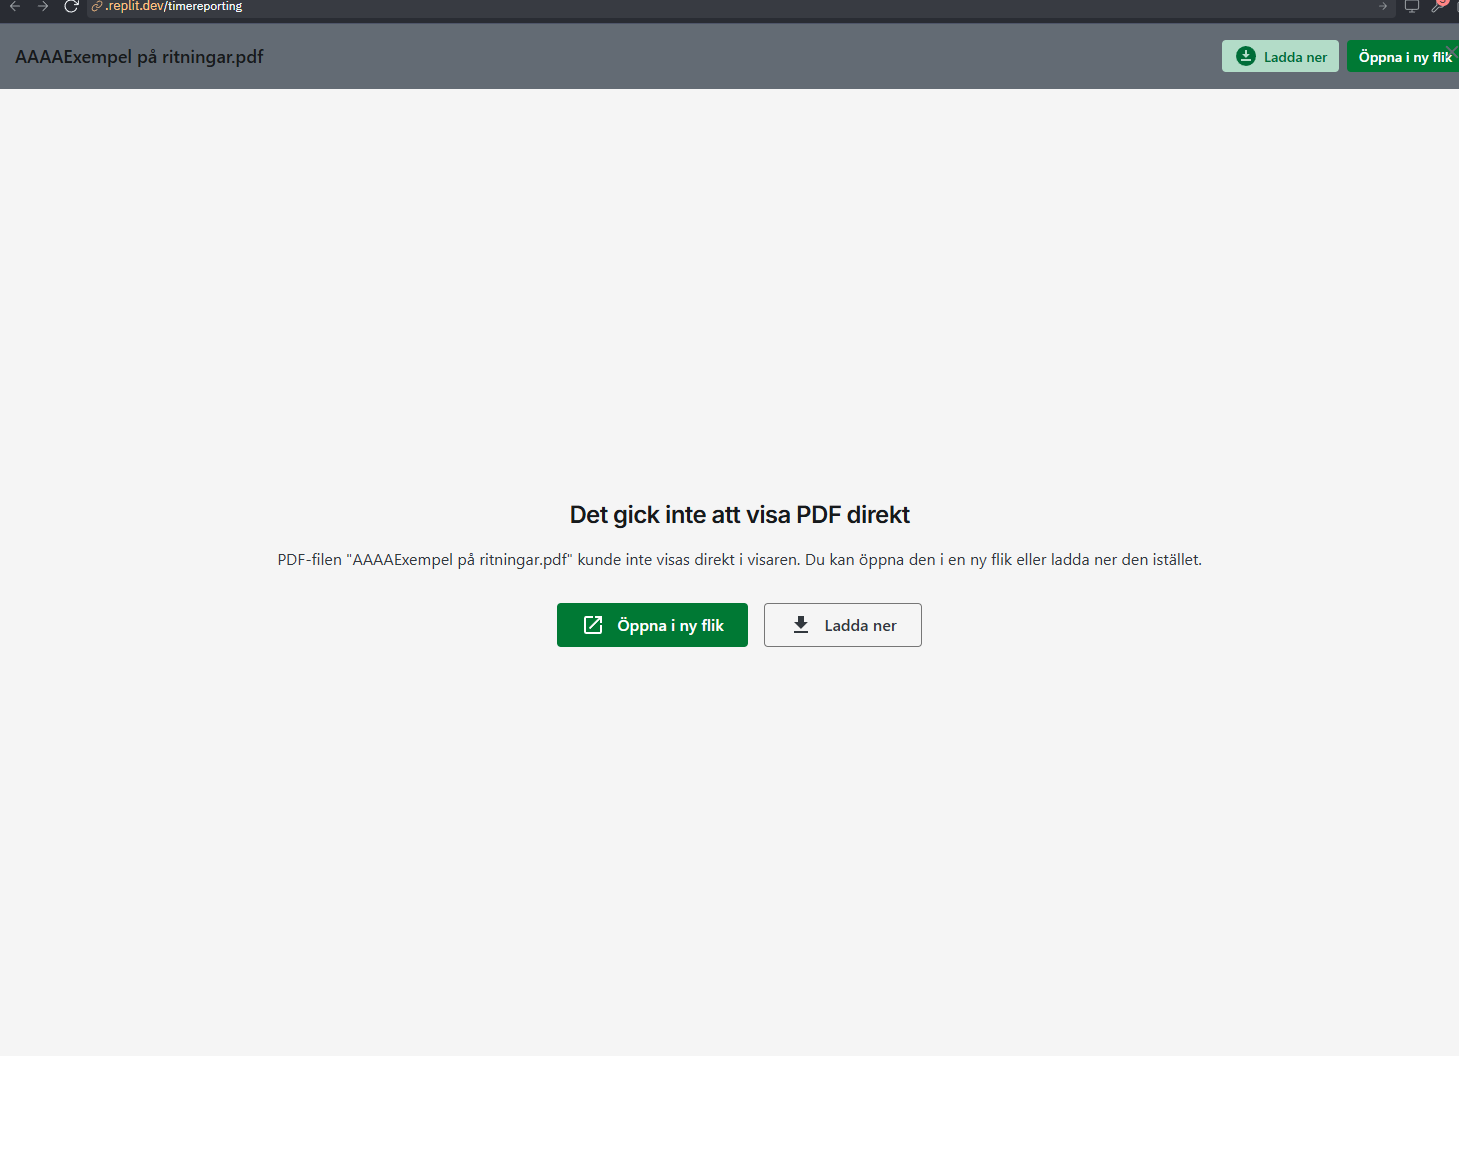 .replit.dev/timereporting
AAAAExempel på ritningar.pdf
Ladda ner
Öppna i ny flik
Det gick inte att visa PDF direkt
PDF-filen "AAAAExempel på ritningar.pdf" kunde inte visas direkt i visaren. Du kan öppna den i en ny flik eller ladda ner den istället.
Öppna i ny flik
Ladda ner